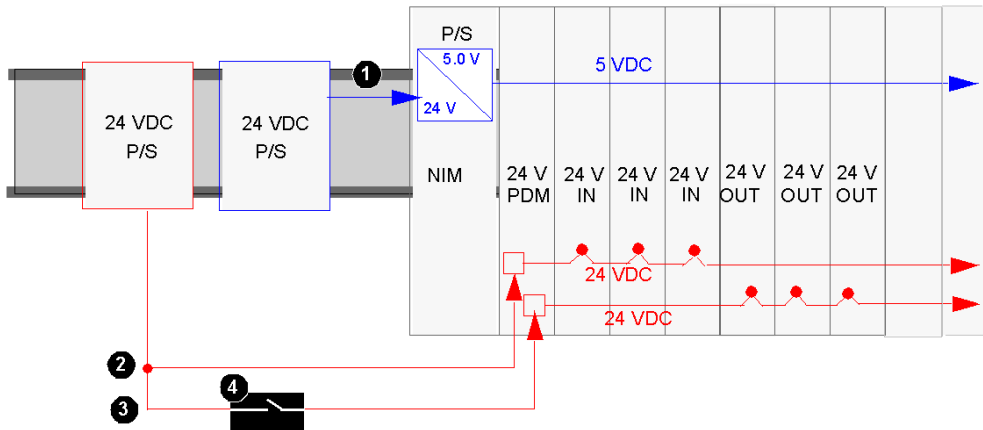 P/S
5.0 V
24 V
1
5 VDC
24 VDC
P/S
24 VDC
P/S
NIM
24 V
PDM
24 V
IN
24 V
IN
24 V
IN
24 V
OUT
24 V
OUT
24 V
OUT
24 VDC
24 VDC
2
4
3